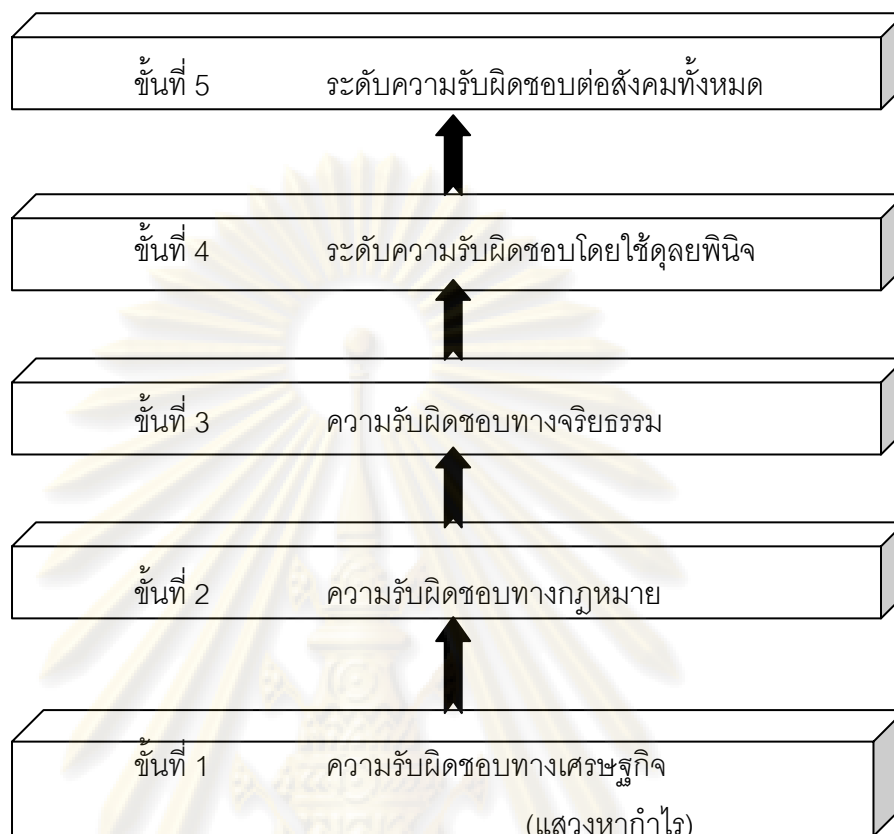 ขั้นที่ 5 ระดับความรับผิดชอบต่อสังคมทั้งหมด
ขั้นที่ 4 ระดับความรับผิดชอบโดยใช้ดุลยพินิจ
ขั้นที่ 3 ความรับผิดชอบทางจริยธรรม
ขั้นที่ 2 ความรับผิดชอบทางกฎหมาย
ขั้นที่ 1 ความรับผิดชอบทางเศรษฐกิจ
(แสวงหากำไร)